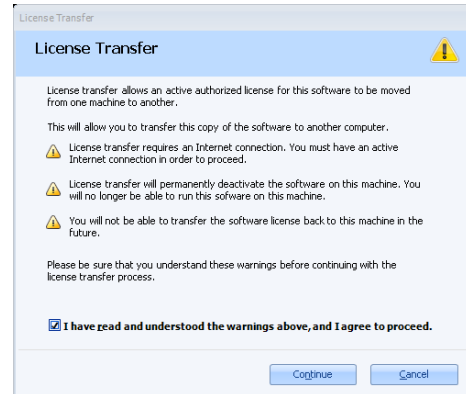 License Transfer
License Transfer
License transfer allows an active authorized license for this software to be moved
from one machine to another.
This will allow you to transfer this copy of the software to another computer.
License transfer requires an Internet connection. You must have an active
Internet connection in order to proceed.
License transfer will permanently deactivate the software on this machine. You
will no longer be able to run this sofware on this machine.
You will not be able to transfer the software license back to this machine in the
future.
Please be sure that you understand these warnings before continuing with the
license transfer process.
I have read and understood the warnings above, and I agree to proceed.
Continue Cancel